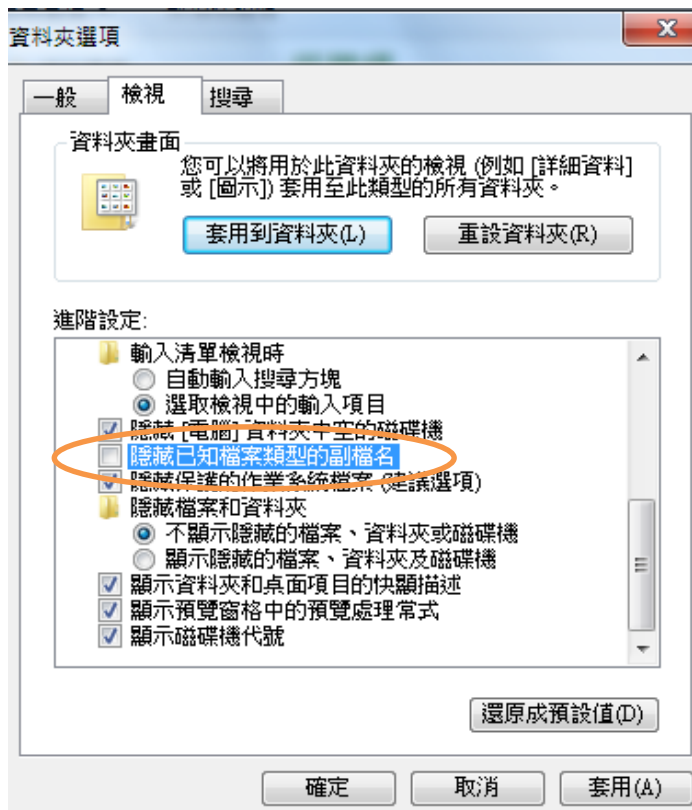 資料夾選項
一般
檢視
搜尋
資料夾畫面
您可以將用於此資料夾的檢視 (例如 [詳細資料]
或 [圖示]) 套用至此類型的所有資料夾。
套用到資料夾(L)
重設資料夾(R)
進階設定:
輸入清單檢視時
自動輸入搜尋方塊
選取檢視中的輸入項目
隱藏 [電腦] 資料夾中空的磁碟機
隱藏已知檔案類型的副檔名
隱藏保護的作業系統檔案 (建議選項)
隱藏檔案和資料夾
不顯示隱藏的檔案、資料夾或磁碟機
顯示隱藏的檔案、資料夾及磁碟機
顯示資料夾和桌面項目的快顯描述
顯示預覽窗格中的預覽處理常式
顯示磁碟機代號
還原成預設值(D)
確定
取消
套用(A)